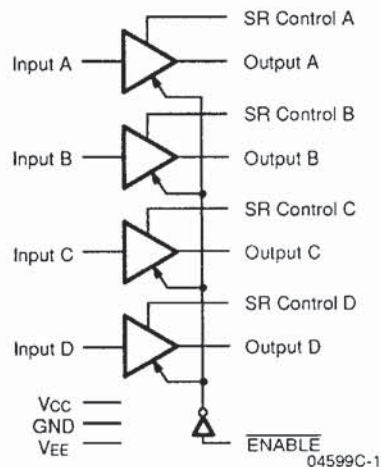 SR Control A
Input A
Output A
SR Control B
Input B
Output B
SR Control C
Input C
Output C
SR Control D
Input D
Output D
VCC
GND
VEE
ENABLE
04599C-1